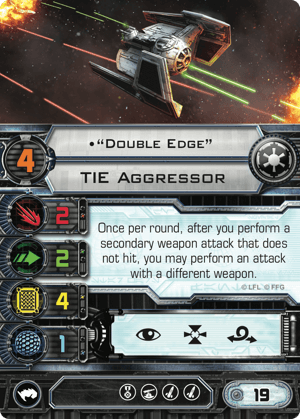 •“Double Edge”
4
TIE Aggressor
2
2
4
1
Once per round, after you perform a
secondary weapon attack that does
not hit, you may perform an attack
with a different weapon.
© LFL © FFG
19